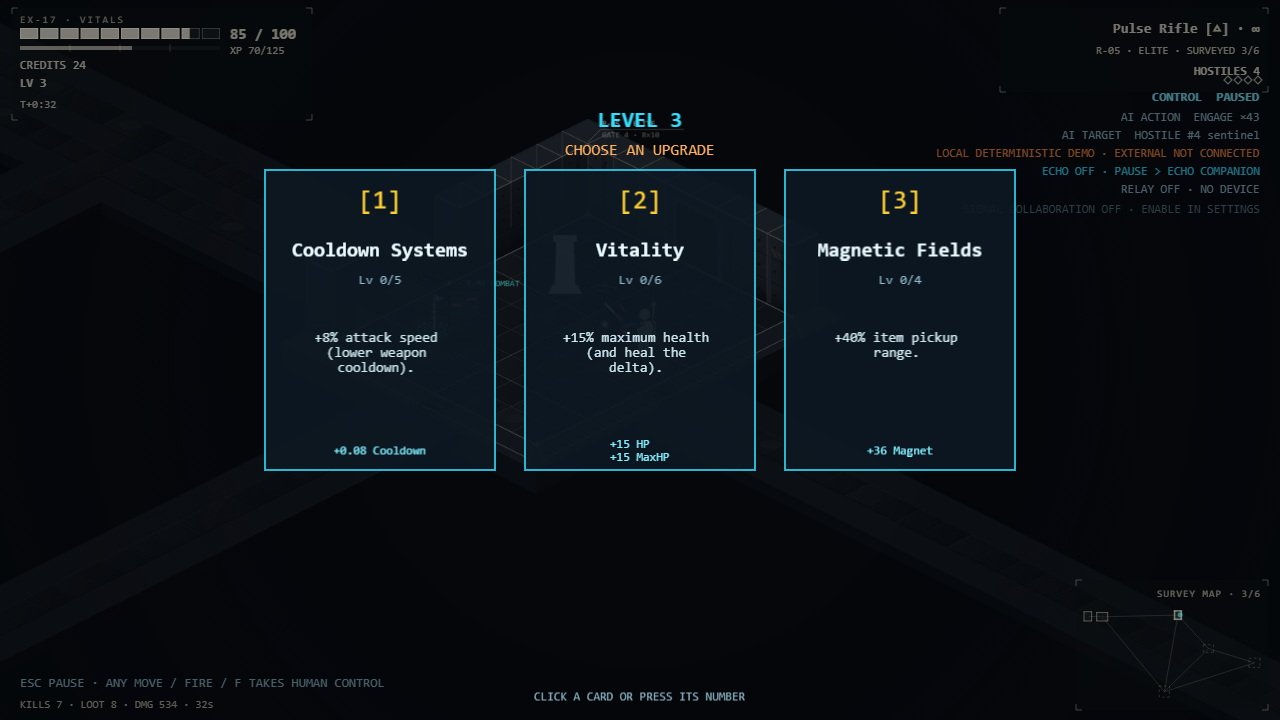 EX-17 · VITALS
85 / 100
XP 70/125
CREDITS 24
LV 3
T+0:32
Pulse Rifle [△] · ∞
R-05 · ELITE · SURVEYED 3/6
HOSTILES 4
CONTROL PAUSED
AI ACTION ENGAGE ×43
AI TARGET HOSTILE #4 sentinel
LOCAL DETERMINISTIC DEMO · EXTERNAL NOT CONNECTED
ECHO OFF · PAUSE > ECHO COMPANION
RELAY OFF · NO DEVICE
OLLABORATION OFF · ENABLE IN SETTINGS
LEVEL 3
CHOOSE AN UPGRADE
[1]
Cooldown Systems
Lv 0/5
+8% attack speed
(lower weapon
cooldown).
+0.08 Cooldown
[2]
Vitality
Lv 0/6
+15% maximum health
(and heal the
delta).
+15 HP
+15 MaxHP
[3]
Magnetic Fields
Lv 0/4
+40% item pickup
range.
+36 Magnet
SURVEY MAP · 3/6
ESC PAUSE · ANY MOVE / FIRE / F TAKES HUMAN CONTROL
KILLS 7 · LOOT 8 · DMG 534 · 32s
CLICK A CARD OR PRESS ITS NUMBER